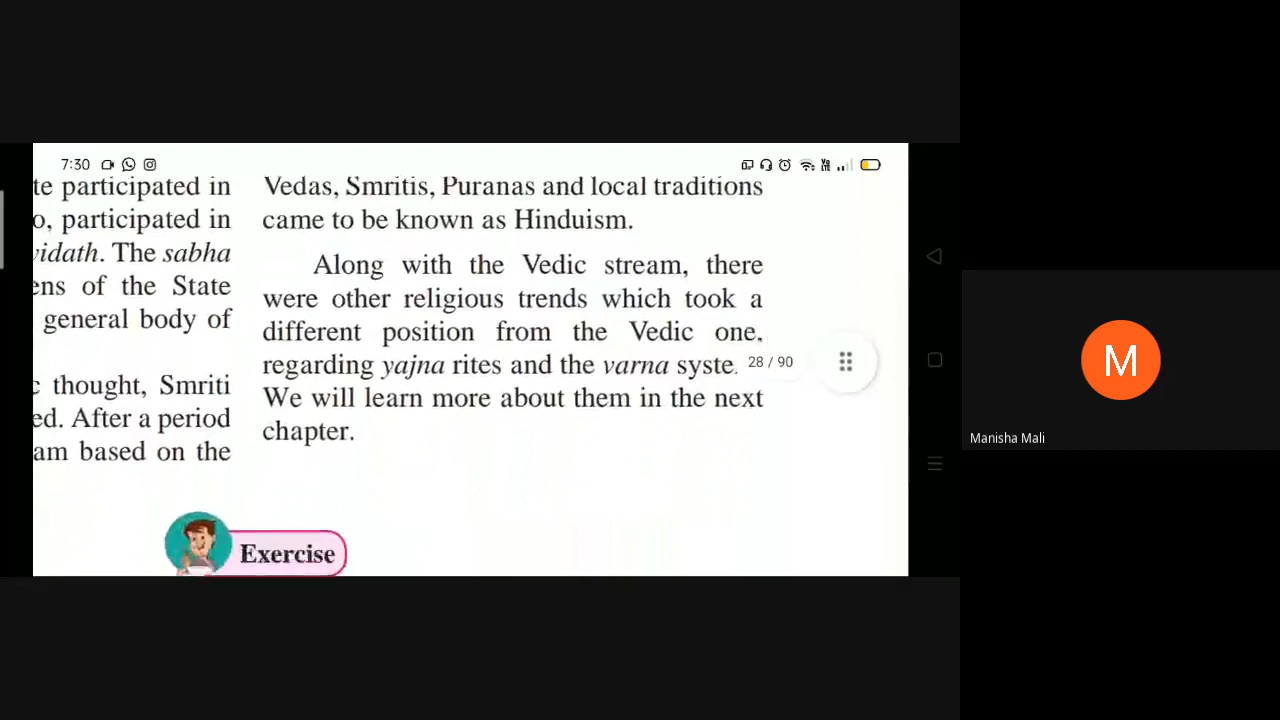 7:30
te participated in
o, participated in
vidath. The sabha
ens of the State
general body of
c thought, Smriti
ed. After a period
am based on the
Vedas, Smritis, Puranas and local traditions
came to be known as Hinduism.
Along with the Vedic stream, there
were other religious trends which took a
different position from the Vedic one,
regarding yajna rites and the varna syste.
We will learn more about them in the next
chapter.
28 / 90
Exercise
M
Manisha Mali